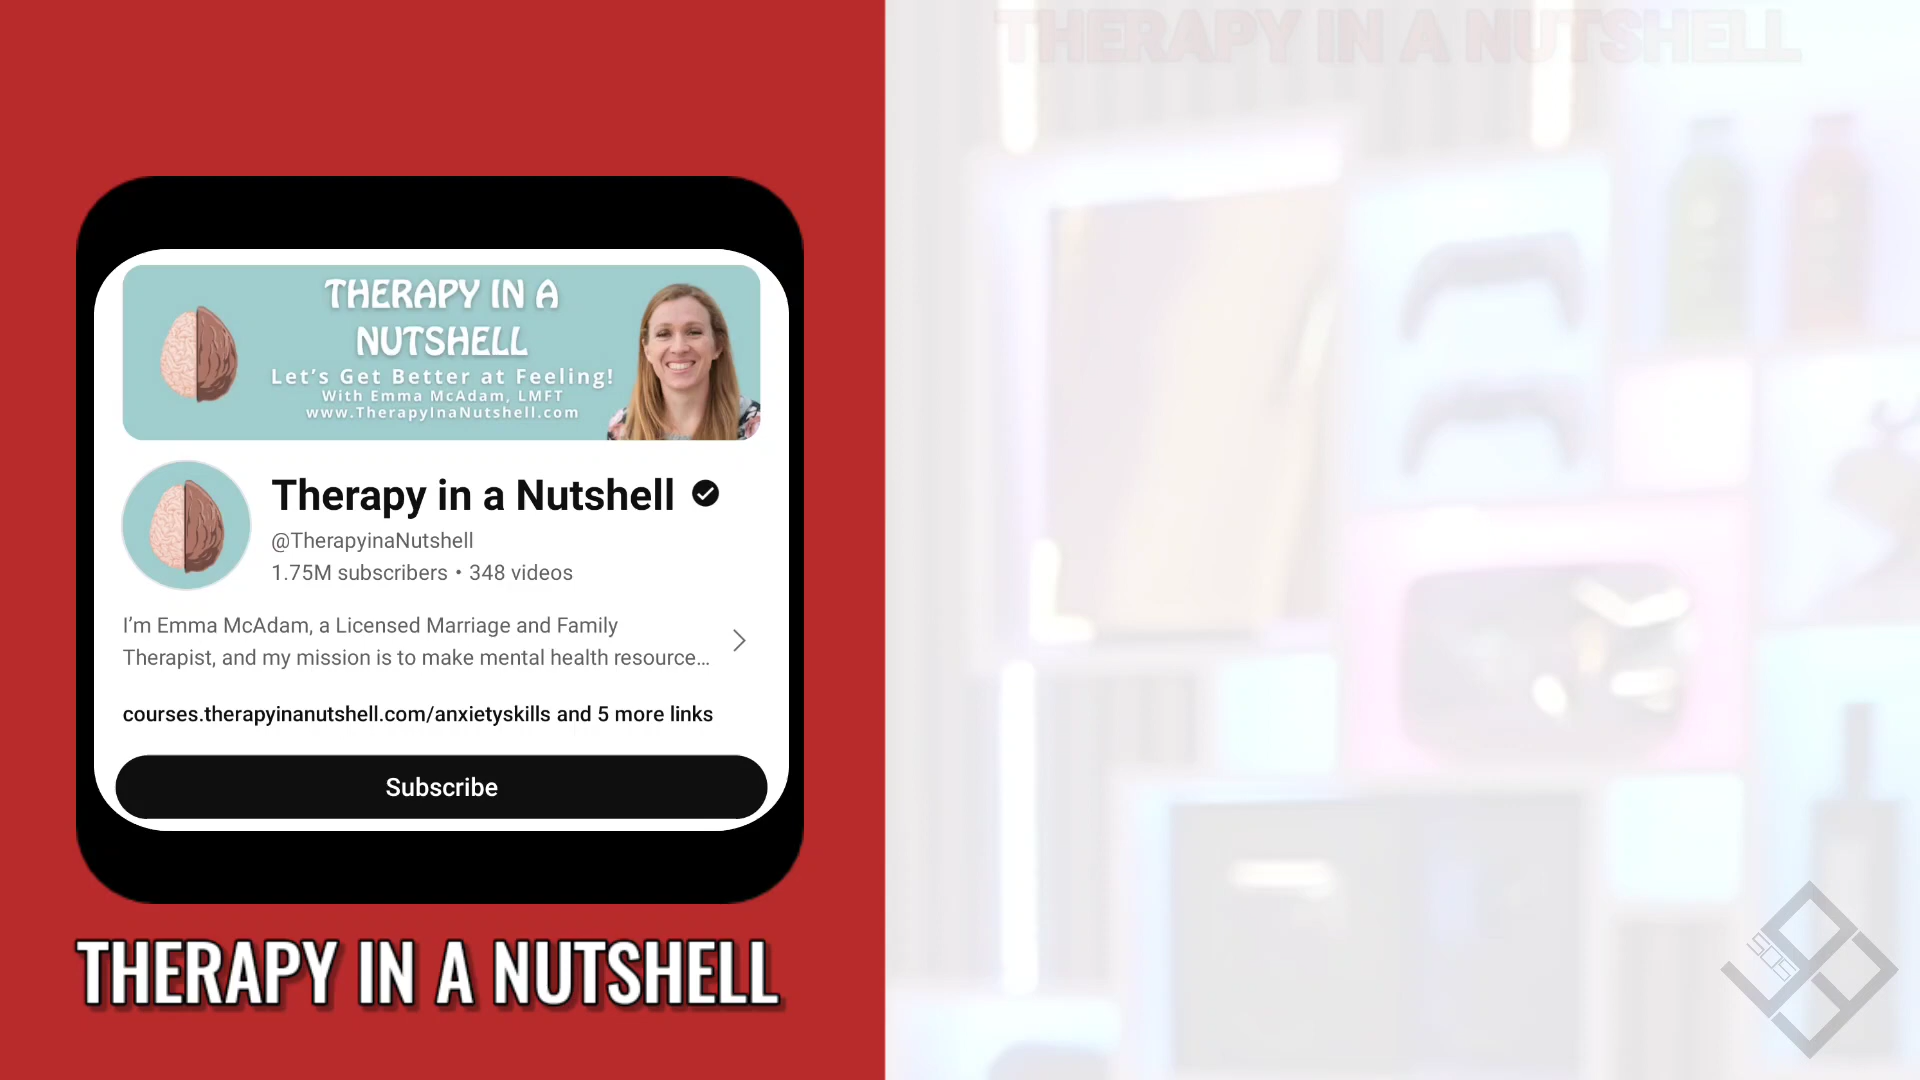 THERAPY IN A NUTSHELL
THERAPY IN A
NUTSHELL
Let's Get Better at Feeling!
With Emma McAdam, LMFT
www.TherapyInaNutshell.com
Therapy in a Nutshell
@TherapyinaNutshell
1.75M subscribers • 348 videos
I’m Emma McAdam, a Licensed Marriage and Family
Therapist, and my mission is to make mental health resource...
courses.therapyinanutshell.com/anxietyskills and 5 more links
Subscribe
THERAPY IN A NUTSHELL
SOS